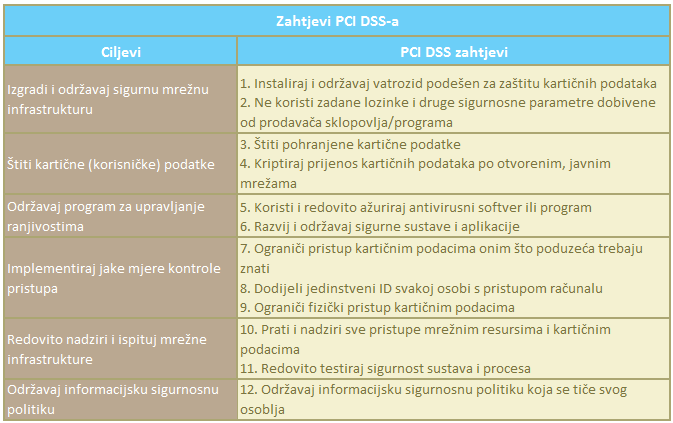 Zahtjevi PCI DSS-a
Ciljevi
PCI DSS zahtjevi
Izgradi i održavaj sigurnu mrežnu
infrastrukturu
1. Instaliraj i održavaj vatrozid podešen za zaštitu kartičnih podataka
2. Ne koristi zadane lozinke i druge sigurnosne parametre dobivene
od prodavača sklopovlja/programa
Štiti kartične (korisničke) podatke
3. Štiti pohranjene kartične podatke
4. Kriptiraj prijenos kartičnih podataka po otvorenim, javnim
mrežama
Održavaj program za upravljanje
ranjivostima
5. Koristi i redovito ažuriraj antivirusni softver ili program
6. Razvij i održavaj sigurne sustave i aplikacije
Implementiraj jake mjere kontrole
pristupa
7. Ograniči pristup kartičnim podacima onim što poduzeća trebaju
znati
8. Dodijeli jedinstveni ID svakoj osobi s pristupom računalu
9. Ograniči fizički pristup kartičnim podacima
Redovito nadziri i ispituj mrežne
infrastrukture
10. Prati i nadziri sve pristupe mrežnim resursima i kartičnim
podacima
11. Redovito testiraj sigurnost sustava i procesa
Održavaj informacijsku sigurnosnu
politiku
12. Održavaj informacijsku sigurnosnu politiku koja se tiče svog
osoblja